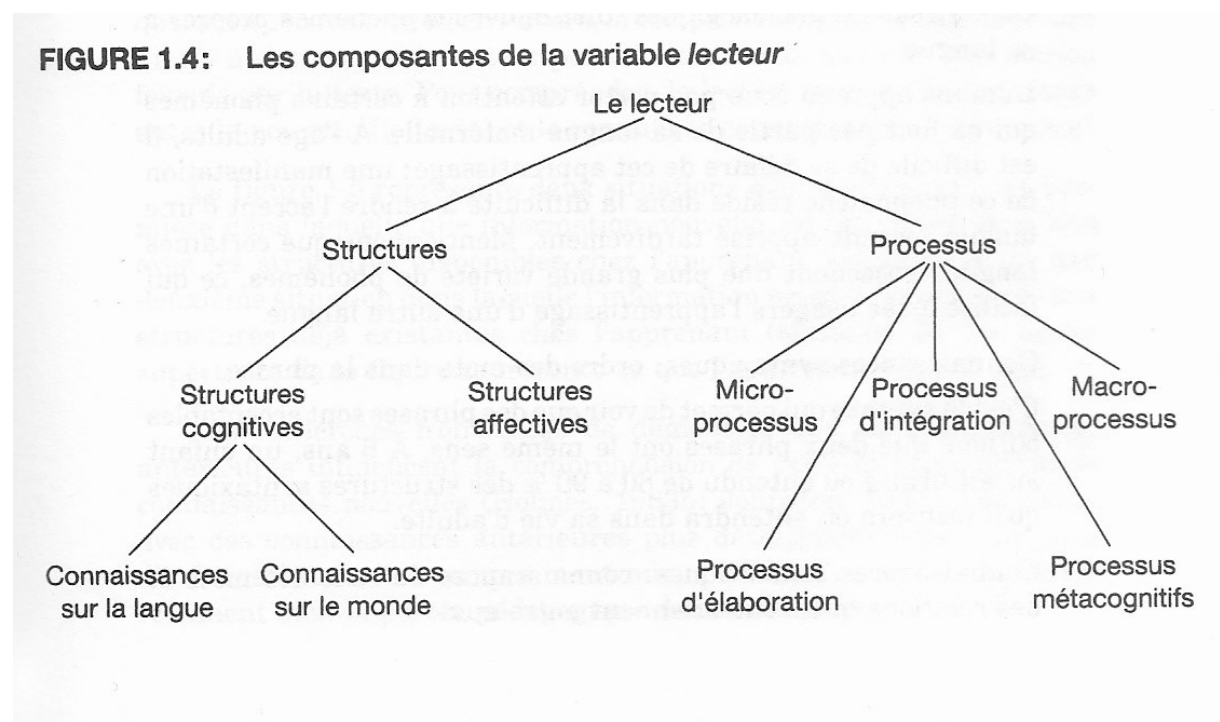 FIGURE 1.4: Les composantes de la variable lecteur
Le lecteur
Structures
Processus
Structures
cognitives
Structures
affectives
Micro-
processus
Processus
d'intégration
Macro-
processus
Connaissances
sur la langue
Connaissances
sur le monde
Processus
d'élaboration
Processus
métacognitifs